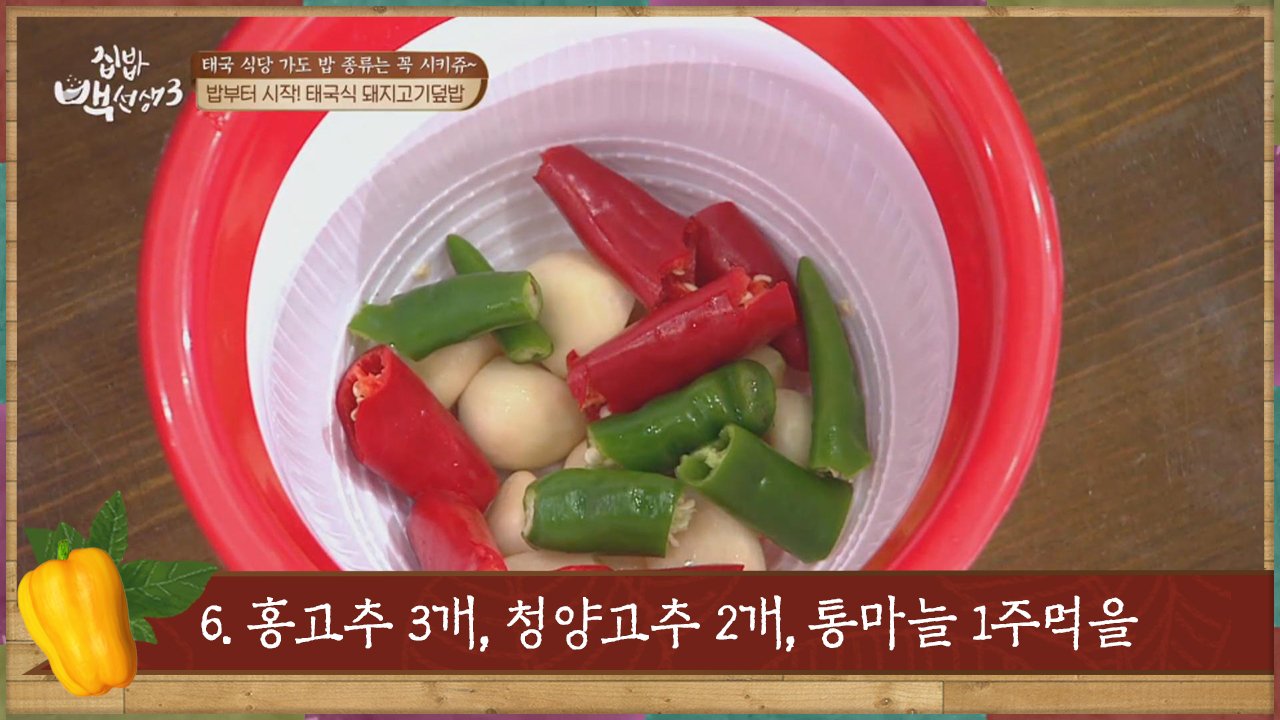 집밥
백선생3
태국 식당 가도 밥 종류는 꼭 시키쥬~
밥부터 시작! 태국식 돼지고기덮밥
6. 홍고추 3개, 청양고추 2개, 통마늘 1주먹을